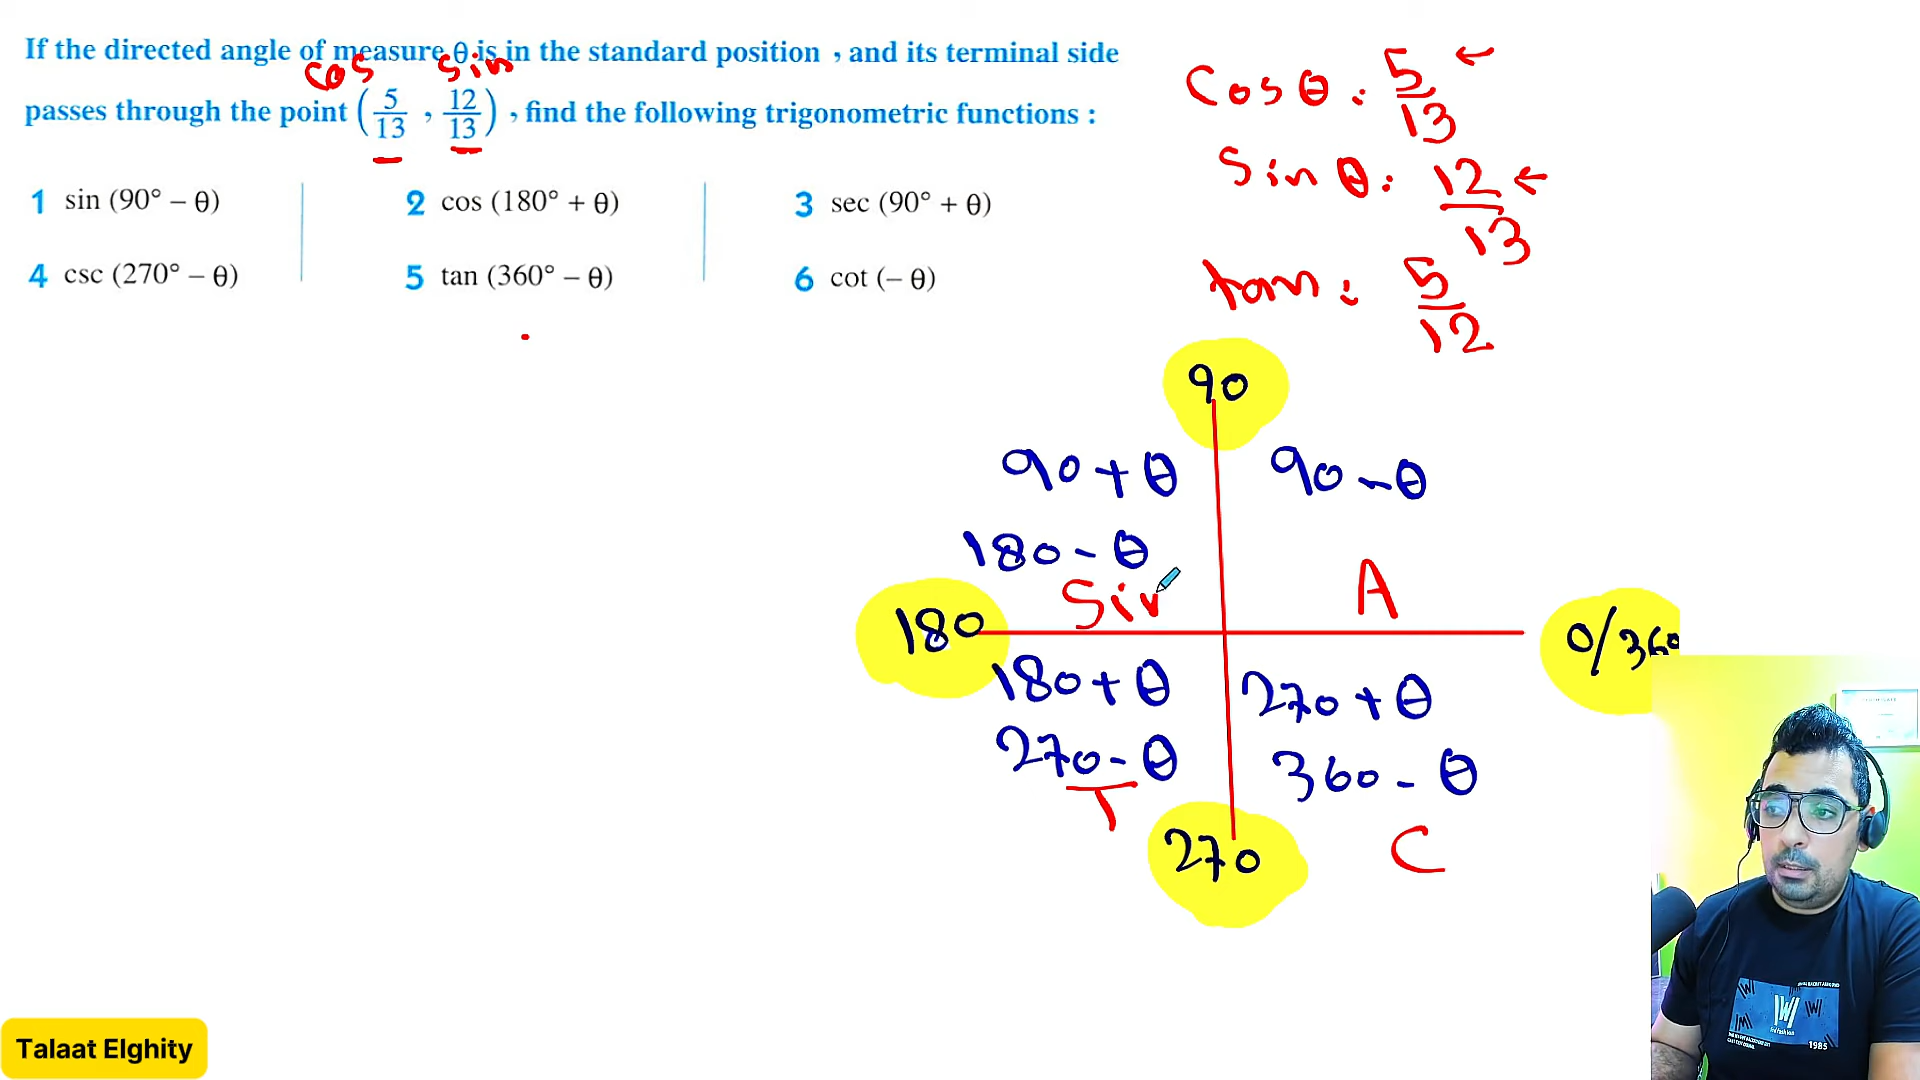 If the directed angle of measure θ is in the standard position , and its terminal side
cos sin
passes through the point (5/13 , 12/13) , find the following trigonometric functions :
1 sin (90° – θ)
2 cos (180° + θ)
3 sec (90° + θ)
4 csc (270° – θ)
5 tan (360° – θ)
6 cot (– θ)
Cos θ : 5/13 ←
Sin θ : 12/13 ←
tan : 5/12
90
90 + θ
90 - θ
180 - θ
Sin
A
180
0/360
180 + θ
270 + θ
270 - θ
360 - θ
T
C
270
Talaat Elghity
1985